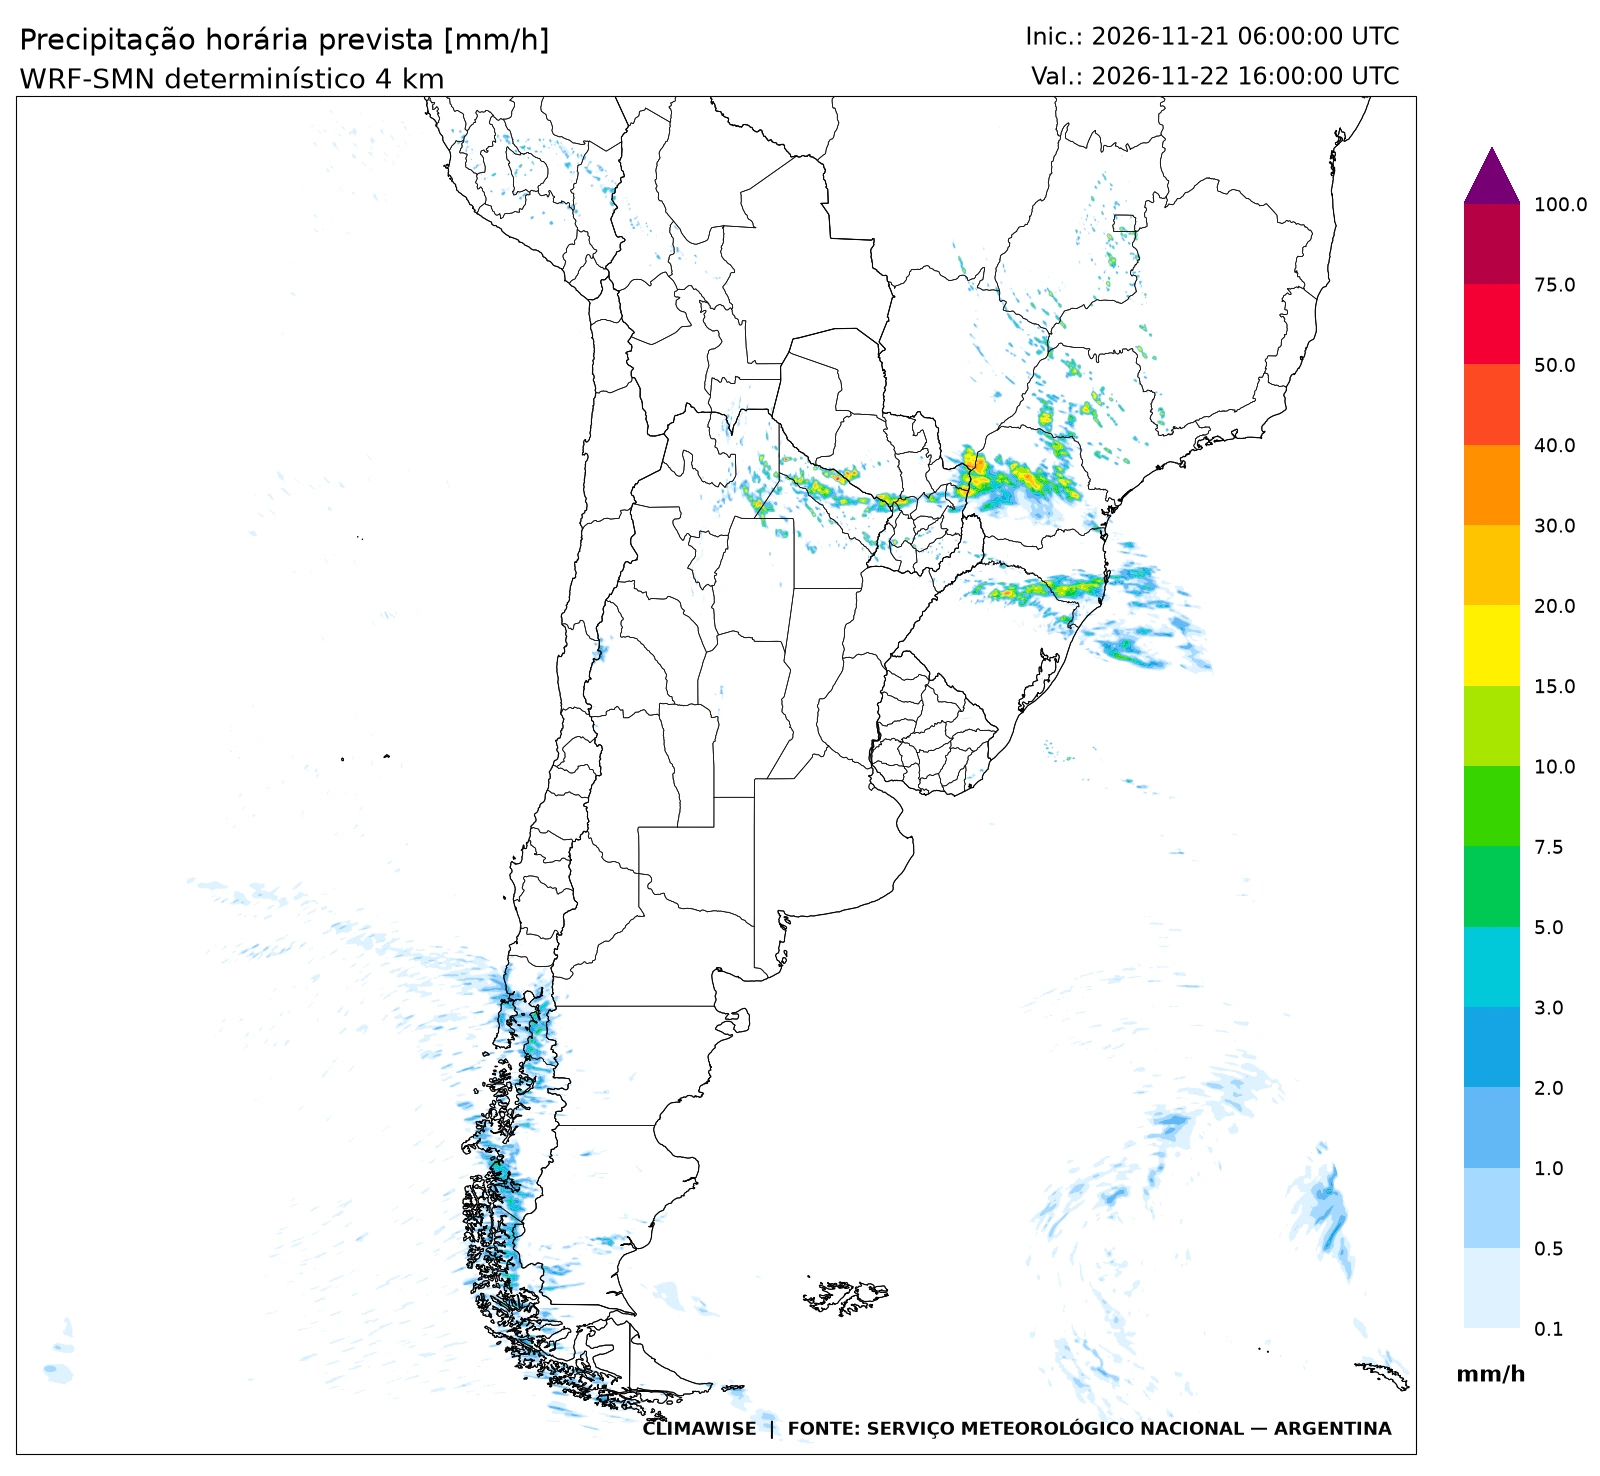 Precipitação horária prevista [mm/h]
WRF-SMN determinístico 4 km
Inic.: 2026-11-21 06:00:00 UTC
Val.: 2026-11-22 16:00:00 UTC
100.0
75.0
50.0
40.0
30.0
20.0
15.0
10.0
7.5
5.0
3.0
2.0
1.0
0.5
0.1
mm/h
CLIMAWISE | FONTE: SERVIÇO METEOROLÓGICO NACIONAL — ARGENTINA